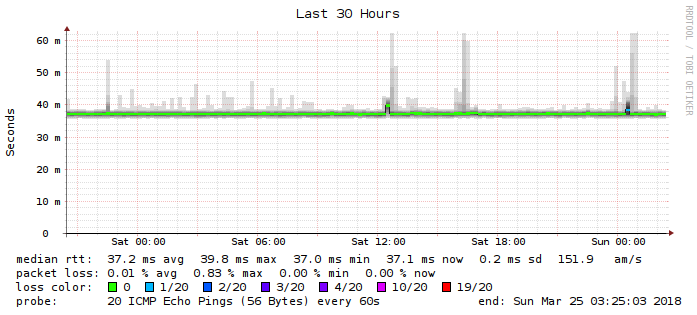 Last 30 Hours
RRDTOOL / TOBI OETIKER
Seconds
60 m
50 m
40 m
30 m
20 m
10 m
0
Sat 00:00 Sat 06:00 Sat 12:00 Sat 18:00 Sun 00:00
median rtt: 37.2 ms avg 39.8 ms max 37.0 ms min 37.1 ms now 0.2 ms sd 151.9 am/s
packet loss: 0.01 % avg 0.83 % max 0.00 % min 0.00 % now
loss color: 0 1/20 2/20 3/20 4/20 10/20 19/20
probe: 20 ICMP Echo Pings (56 Bytes) every 60s end: Sun Mar 25 03:25:03 2018